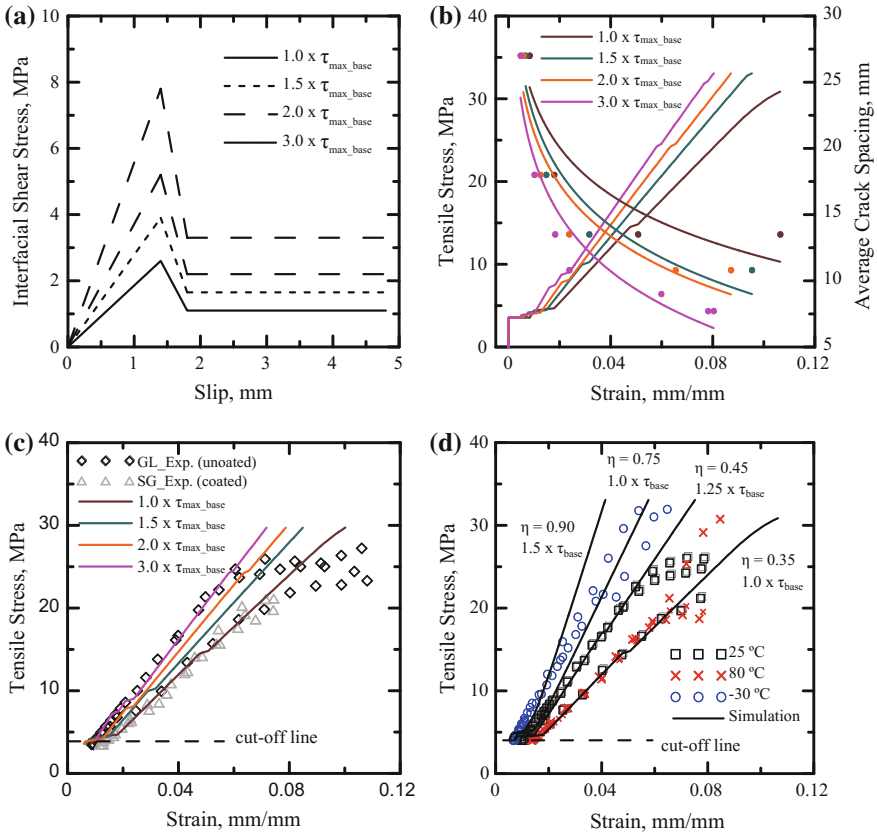 (a)
10
8
6
4
2
0
Interfacial Shear Stress, MPa
0 1 2 3 4 5
Slip, mm
1.0 x τmax_base
1.5 x τmax_base
2.0 x τmax_base
3.0 x τmax_base
(b)
40
30
20
10
0
Tensile Stress, MPa
0 0.04 0.08 0.12
Strain, mm/mm
30
25
20
15
10
5
Average Crack Spacing, mm
1.0 x τmax_base
1.5 x τmax_base
2.0 x τmax_base
3.0 x τmax_base
(c)
40
30
20
10
0
Tensile Stress, MPa
0 0.04 0.08 0.12
Strain, mm/mm
GL_Exp. (unoated)
SG_Exp. (coated)
1.0 x τmax_base
1.5 x τmax_base
2.0 x τmax_base
3.0 x τmax_base
cut-off line
(d)
40
30
20
10
0
Tensile Stress, MPa
0 0.04 0.08 0.12
Strain, mm/mm
η = 0.75
1.0 x τbase
η = 0.45
1.25 x τbase
η = 0.90
1.5 x τbase
η = 0.35
1.0 x τbase
25 ºC
80 ºC
-30 ºC
Simulation
cut-off line